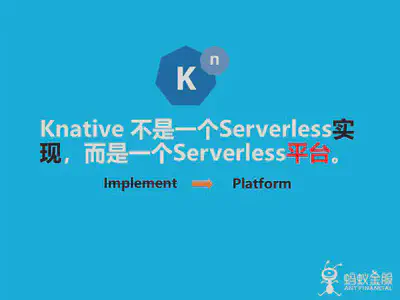 K n
Knative 不是一个Serverless实
现，而是一个Serverless平台。
Implement Platform
蚂蚁金服
ANT FINANCIAL